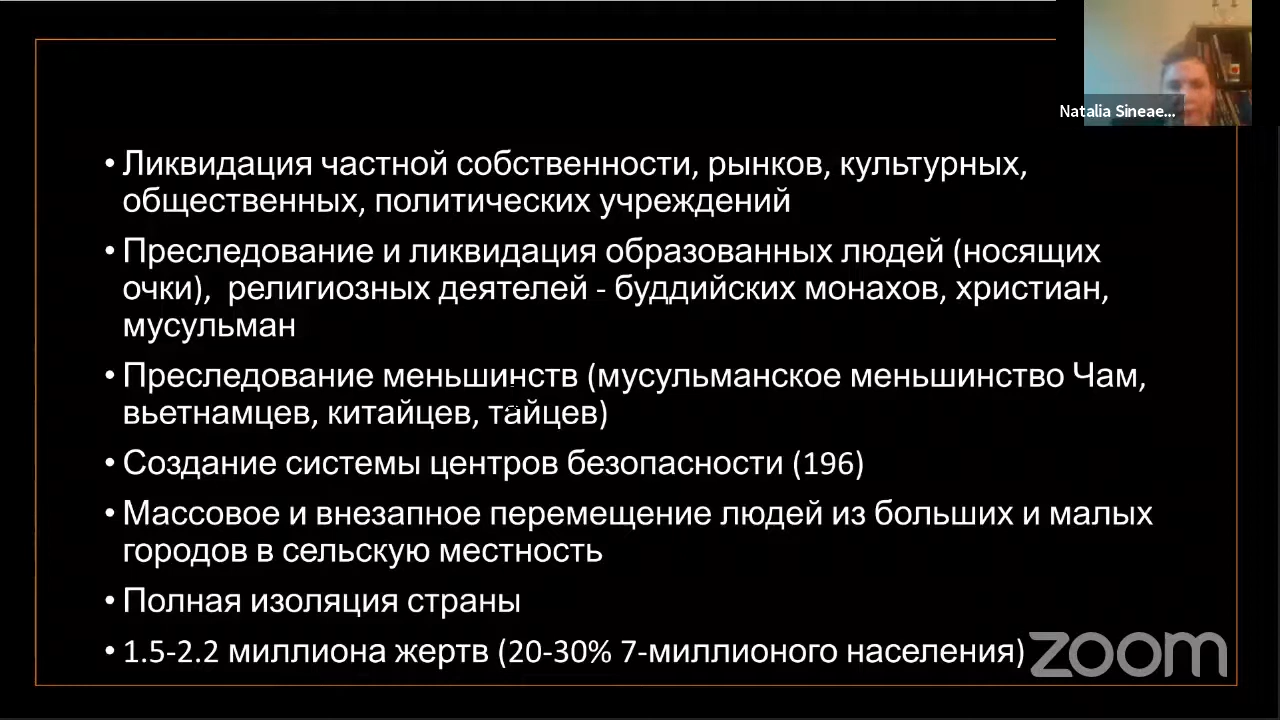 Natalia Sineae...
• Ликвидация частной собственности, рынков, культурных,
общественных, политических учреждений
• Преследование и ликвидация образованных людей (носящих
очки),  религиозных деятелей - буддийских монахов, христиан,
мусульман
• Преследование меньшинств (мусульманское меньшинство Чам,
вьетнамцев, китайцев, тайцев)
• Создание системы центров безопасности (196)
• Массовое и внезапное перемещение людей из больших и малых
городов в сельскую местность
• Полная изоляция страны
• 1.5-2.2 миллиона жертв (20-30% 7-миллионого населения)
zoom